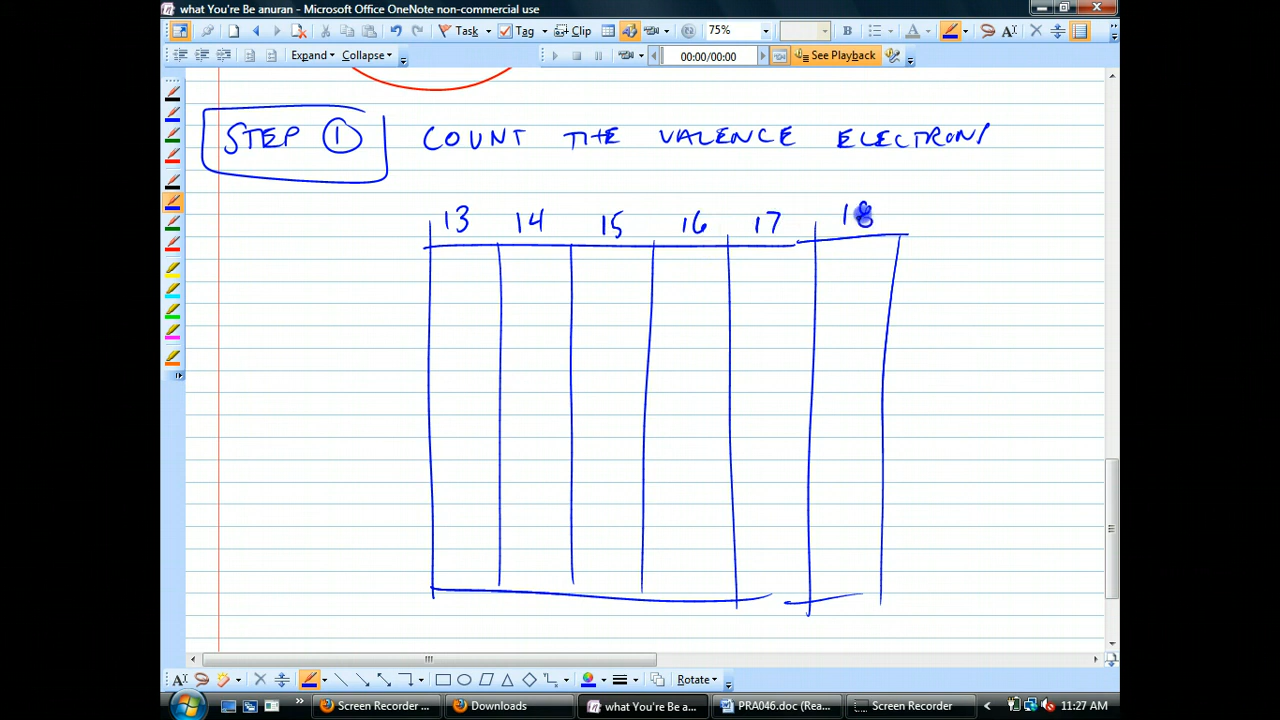 what You're Be anuran - Microsoft Office OneNote non-commercial use
Task Tag Clip 75% B A
Expand Collapse 00:00/00:00 See Playback
STEP 1 COUNT THE VALENCE ELECTRONS
13 14 15 16 17 18
Rotate
Screen Recorder ... Downloads what You're Be a... PRA046.doc (Rea... Screen Recorder 11:27 AM